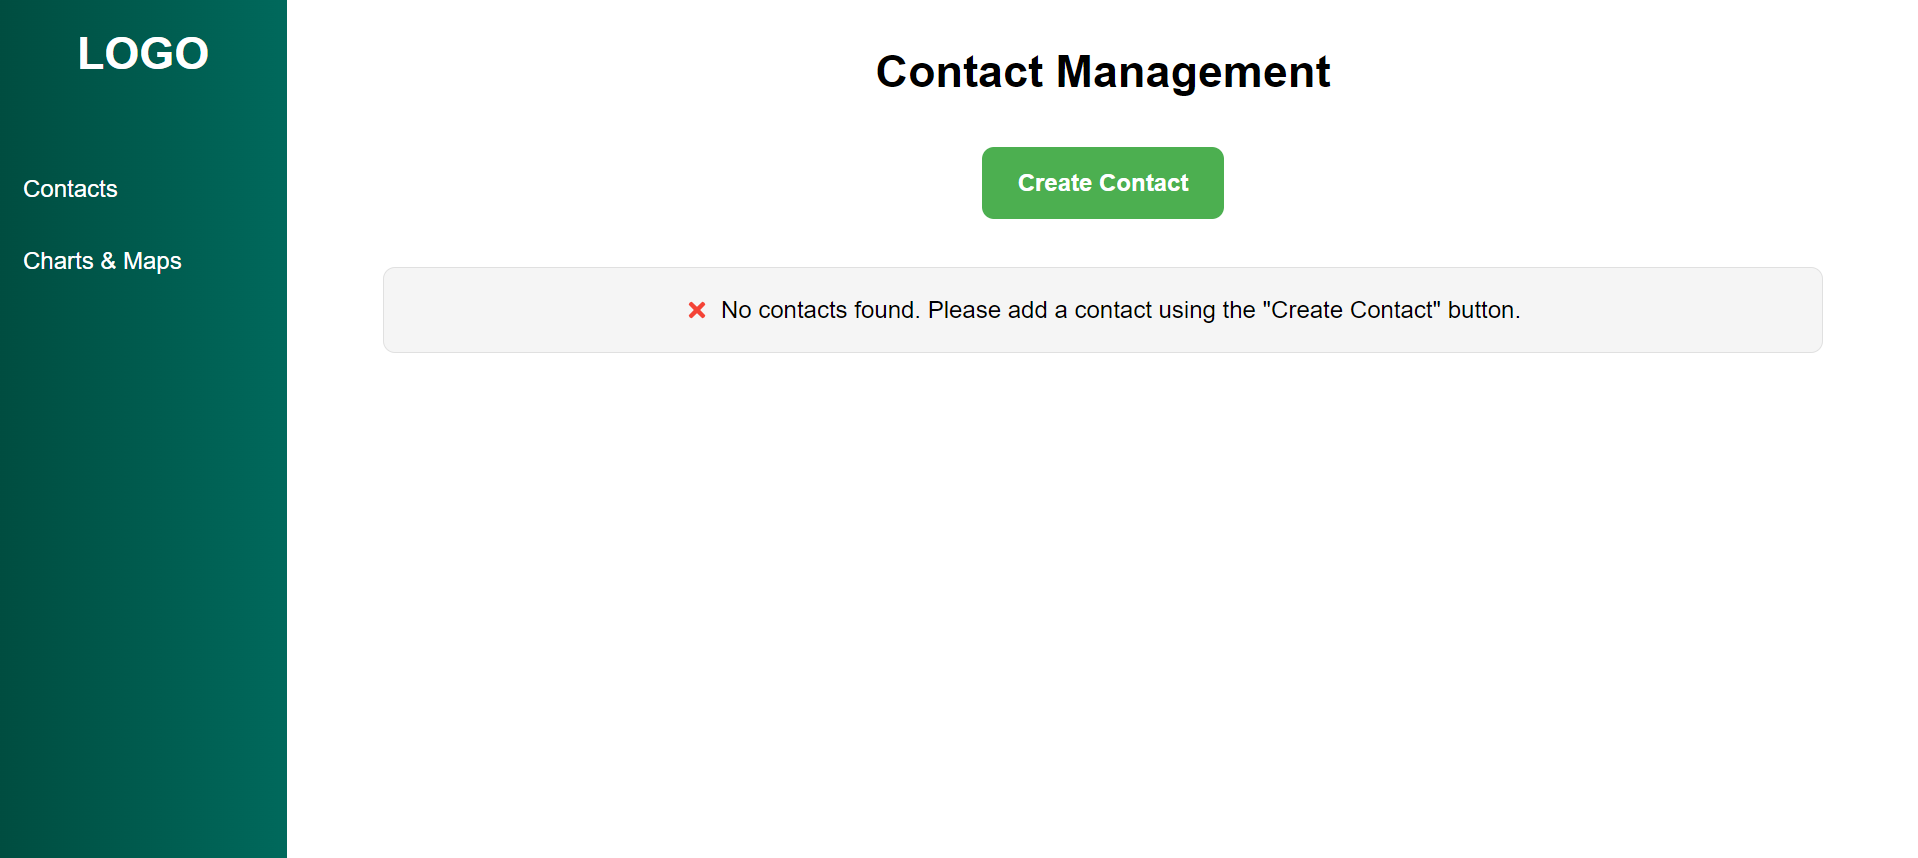 LOGO
Contacts
Charts & Maps
Contact Management
Create Contact
No contacts found. Please add a contact using the "Create Contact" button.